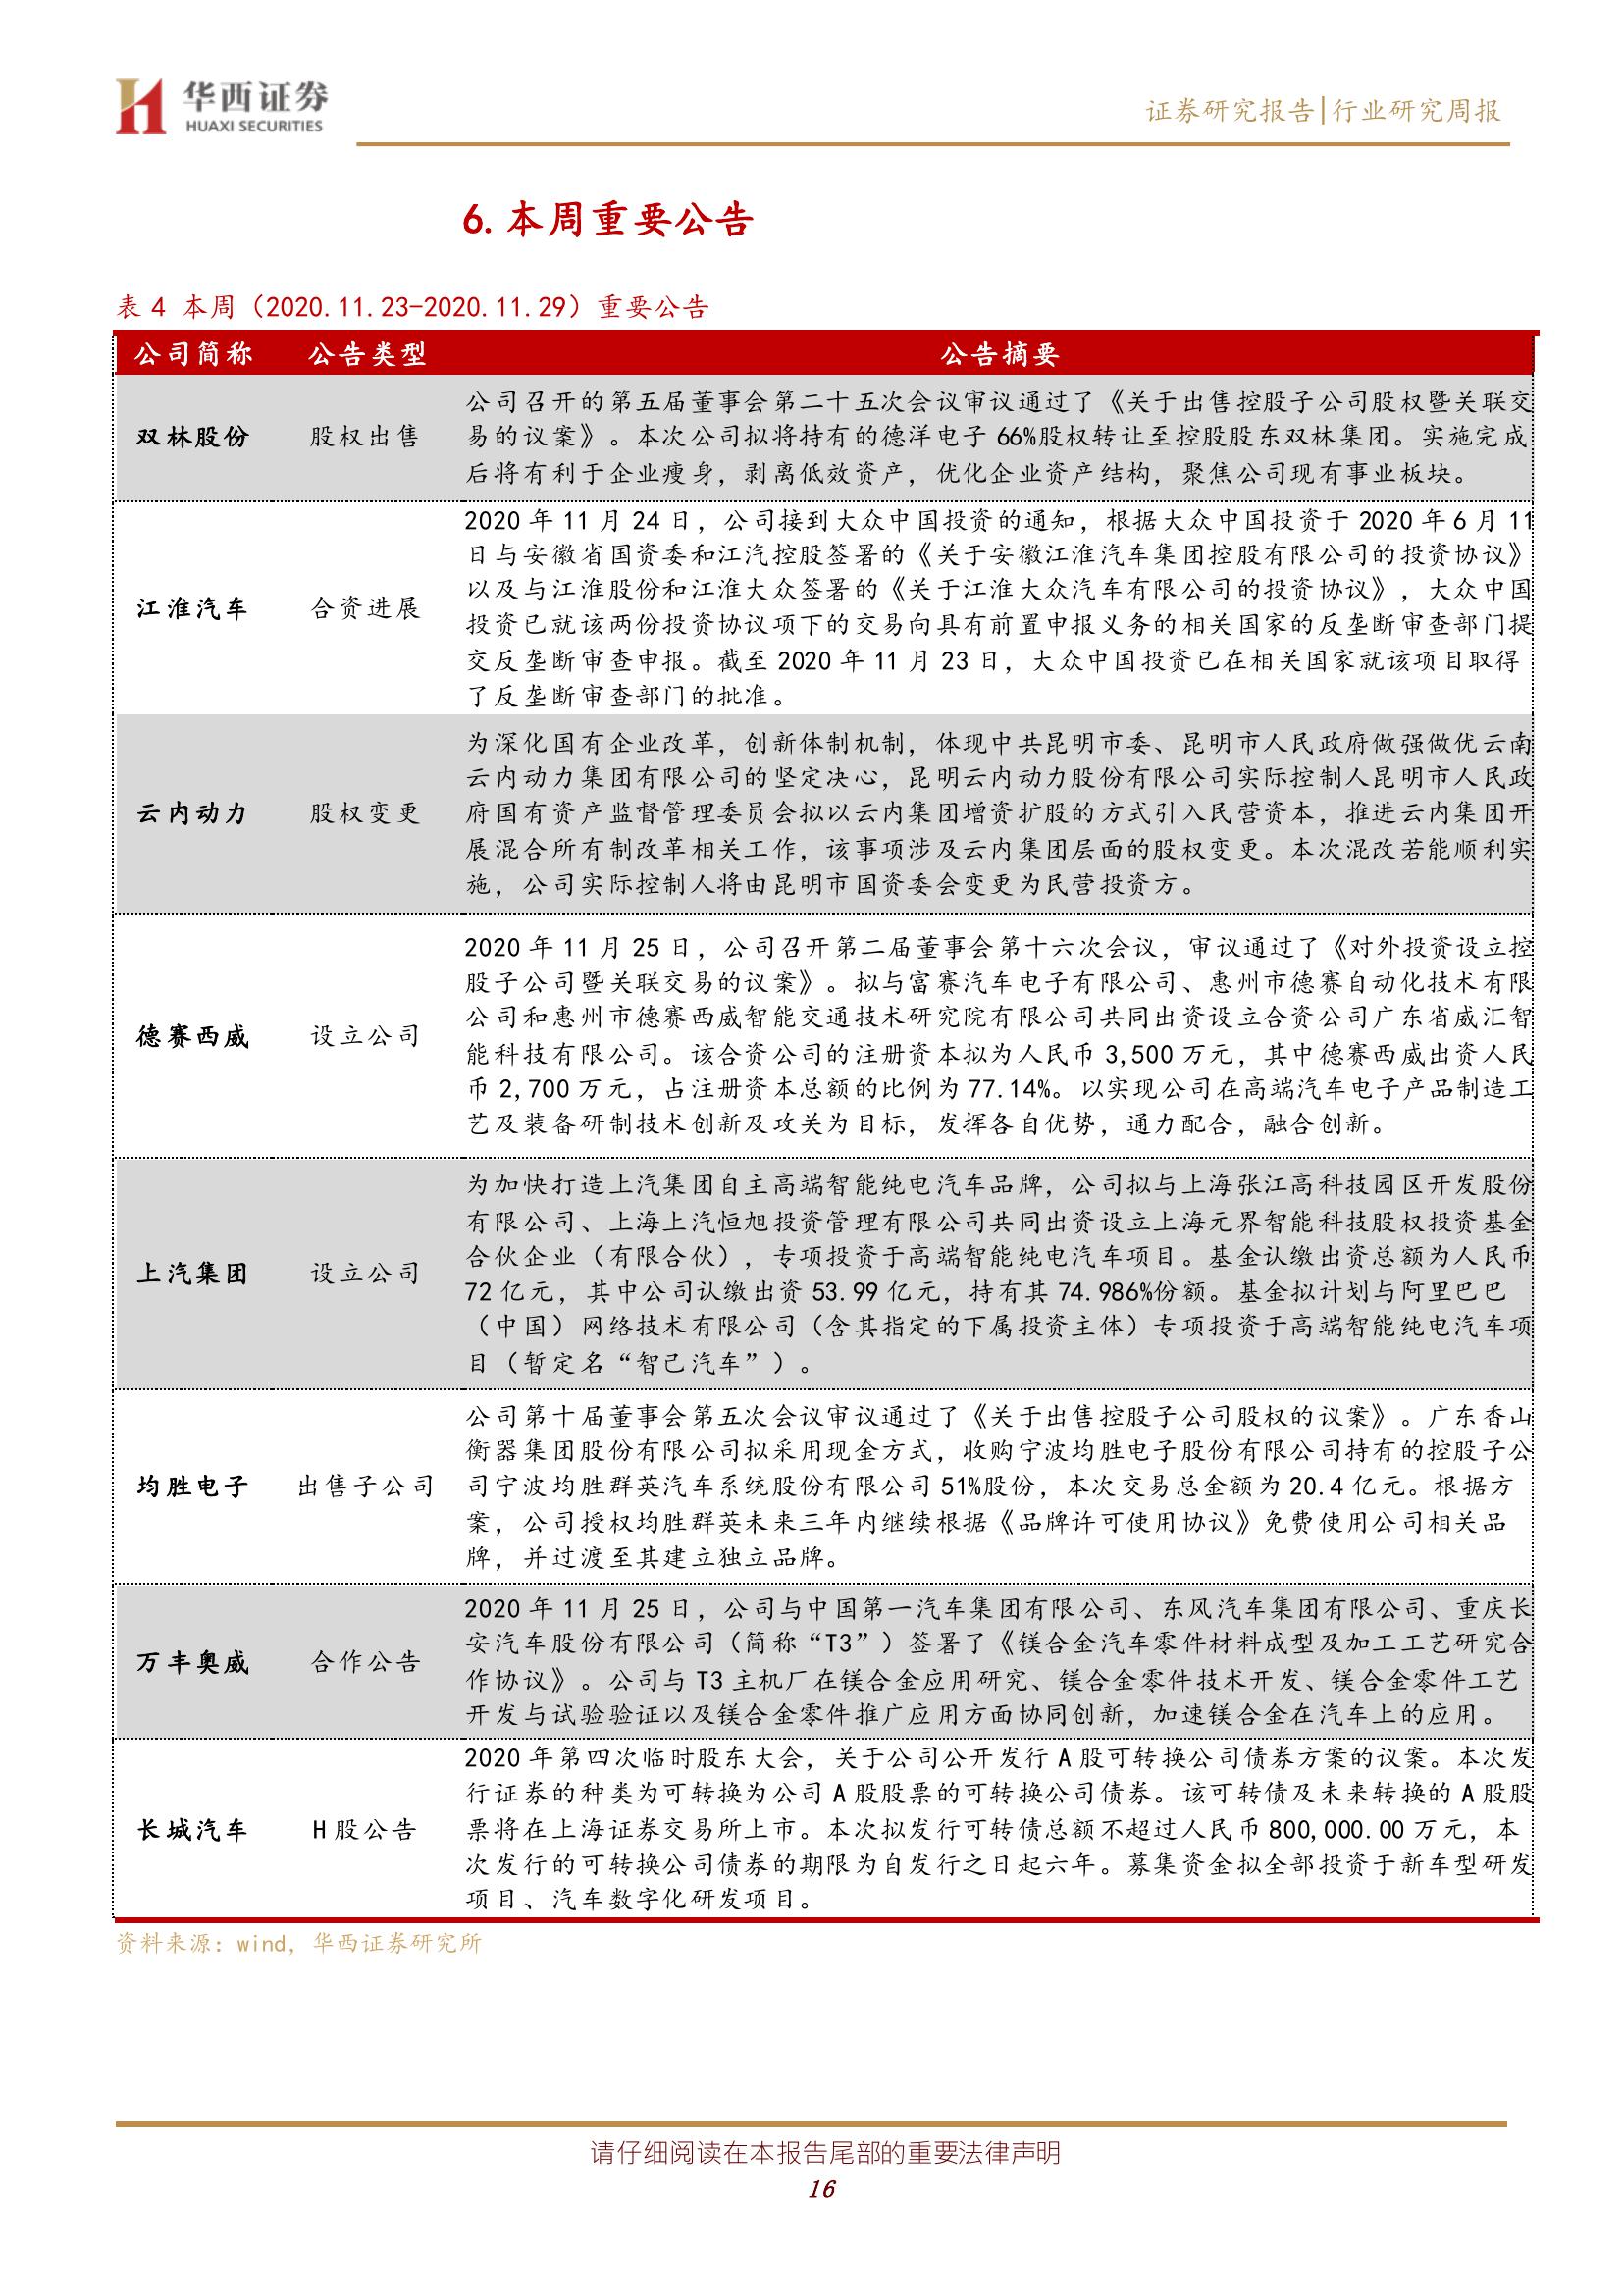 华西证券
HUAXI SECURITIES
证券研究报告|行业研究周报
6. 本周重要公告
表 4 本周（2020.11.23-2020.11.29）重要公告
公司简称 公告类型 公告摘要
双林股份 股权出售
公司召开的第五届董事会第二十五次会议审议通过了《关于出售控股子公司股权暨关联交
易的议案》。本次公司拟将持有的德洋电子 66%股权转让至控股股东双林集团。实施完成
后将有利于企业瘦身，剥离低效资产，优化企业资产结构，聚焦公司现有事业板块。
江淮汽车 合资进展
2020 年 11 月 24 日，公司接到大众中国投资的通知，根据大众中国投资于 2020 年 6 月 11
日与安徽省国资委和江汽控股签署的《关于安徽江淮汽车集团控股有限公司的投资协议》
以及与江淮股份和江淮大众签署的《关于江淮大众汽车有限公司的投资协议》，大众中国
投资已就该两份投资协议项下的交易向具有前置申报义务的相关国家的反垄断审查部门提
交反垄断审查申报。截至 2020 年 11 月 23 日，大众中国投资已在相关国家就该项目取得
了反垄断审查部门的批准。
云内动力 股权变更
为深化国有企业改革，创新体制机制，体现中共昆明市委、昆明市人民政府做强做优云南
云内动力集团有限公司的坚定决心，昆明云内动力股份有限公司实际控制人昆明市人民政
府国有资产监督管理委员会拟以云内集团增资扩股的方式引入民营资本，推进云内集团开
展混合所有制改革相关工作，该事项涉及云内集团层面的股权变更。本次混改若能顺利实
施，公司实际控制人将由昆明市国资委会变更为民营投资方。
德赛西威 设立公司
2020 年 11 月 25 日，公司召开第二届董事会第十六次会议，审议通过了《对外投资设立控
股子公司暨关联交易的议案》。拟与富赛汽车电子有限公司、惠州市德赛自动化技术有限
公司和惠州市德赛西威智能交通技术研究院有限公司共同出资设立合资公司广东省威汇智
能科技有限公司。该合资公司的注册资本拟为人民币 3,500 万元，其中德赛西威出资人民
币 2,700 万元，占注册资本总额的比例为 77.14%。以实现公司在高端汽车电子产品制造工
艺及装备研制技术创新及攻关为目标，发挥各自优势，通力配合，融合创新。
上汽集团 设立公司
为加快打造上汽集团自主高端智能纯电汽车品牌，公司拟与上海张江高科技园区开发股份
有限公司、上海上汽恒旭投资管理有限公司共同出资设立上海元界智能科技股权投资基金
合伙企业（有限合伙），专项投资于高端智能纯电汽车项目。基金认缴出资总额为人民币
72 亿元，其中公司认缴出资 53.99 亿元，持有其 74.986%份额。基金拟计划与阿里巴巴
（中国）网络技术有限公司（含其指定的下属投资主体）专项投资于高端智能纯电汽车项
目（暂定名“智己汽车”）。
均胜电子 出售子公司
公司第十届董事会第五次会议审议通过了《关于出售控股子公司股权的议案》。广东香山
衡器集团股份有限公司拟采用现金方式，收购宁波均胜电子股份有限公司持有的控股子公
司宁波均胜群英汽车系统股份有限公司 51%股份，本次交易总金额为 20.4 亿元。根据方
案，公司授权均胜群英未来三年内继续根据《品牌许可使用协议》免费使用公司相关品
牌，并过渡至其建立独立品牌。
万丰奥威 合作公告
2020 年 11 月 25 日，公司与中国第一汽车集团有限公司、东风汽车集团有限公司、重庆长
安汽车股份有限公司（简称“T3”）签署了《镁合金汽车零件材料成型及加工工艺研究合
作协议》。公司与 T3 主机厂在镁合金应用研究、镁合金零件技术开发、镁合金零件工艺
开发与试验验证以及镁合金零件推广应用方面协同创新，加速镁合金在汽车上的应用。
长城汽车 H 股公告
2020 年第四次临时股东大会，关于公司公开发行 A 股可转换公司债券方案的议案。本次发
行证券的种类为可转换为公司 A 股股票的可转换公司债券。该可转债及未来转换的 A 股股
票将在上海证券交易所上市。本次拟发行可转债总额不超过人民币 800,000.00 万元，本
次发行的可转换公司债券的期限为自发行之日起六年。募集资金拟全部投资于新车型研发
项目、汽车数字化研发项目。
资料来源：wind，华西证券研究所
请仔细阅读在本报告尾部的重要法律声明
16